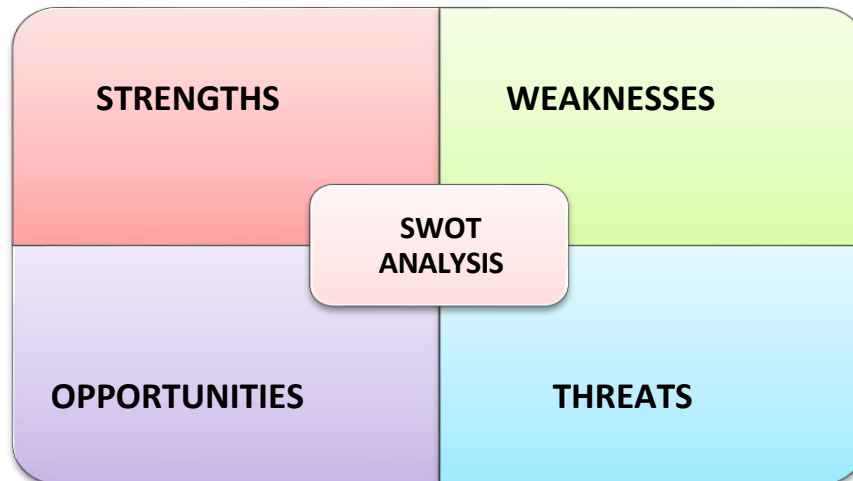 STRENGTHS
WEAKNESSES
SWOT
ANALYSIS
OPPORTUNITIES
THREATS